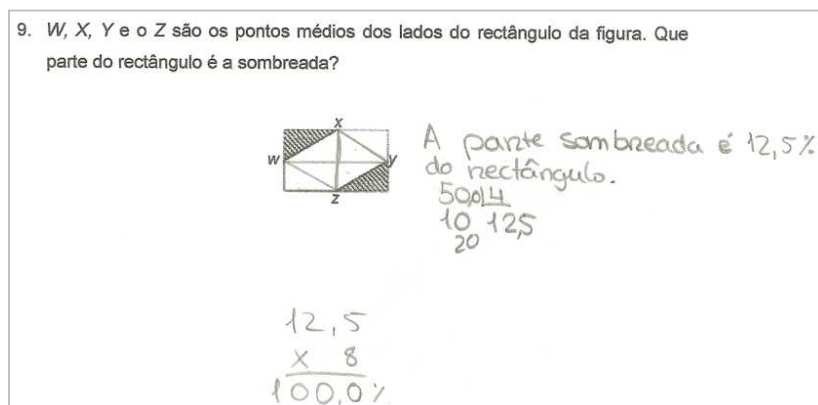 9. W, X, Y e o Z são os pontos médios dos lados do rectângulo da figura. Que
parte do rectângulo é a sombreada?
X
W
Y
Z
A parte sombreada é 12,5%
do rectângulo.
50,0 4
10 12,5
20
12,5
x 8
100,0%